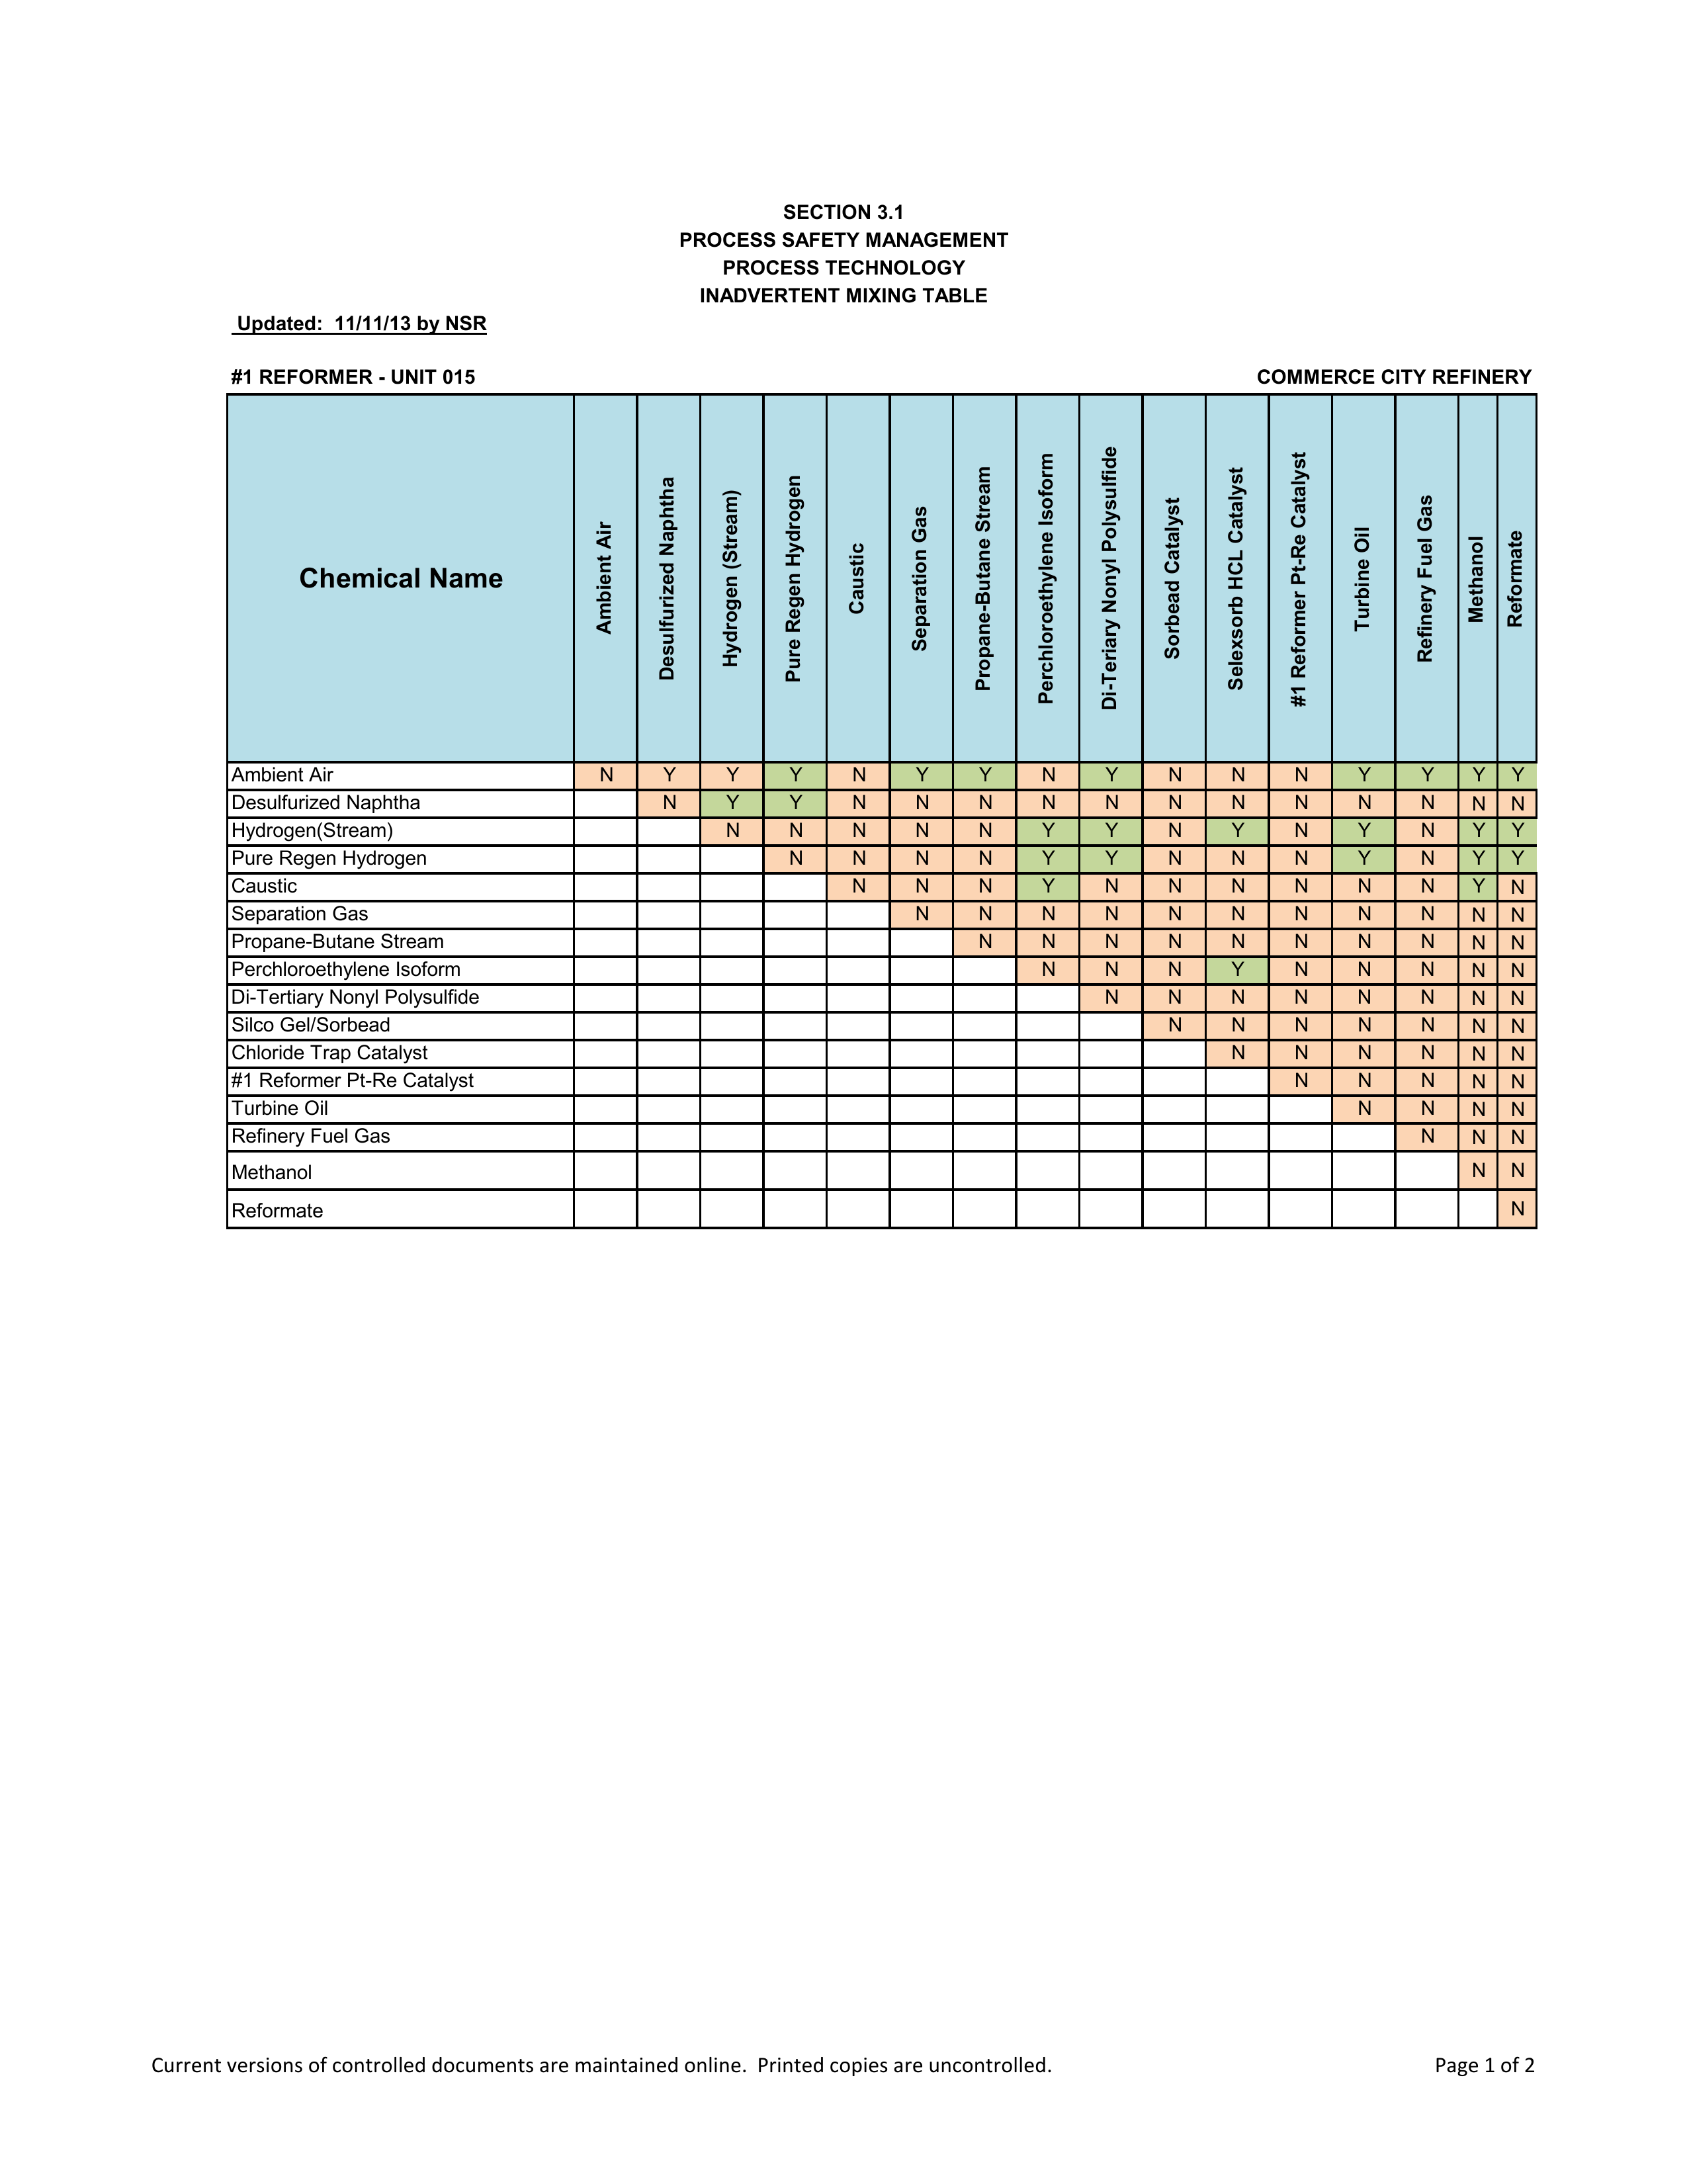 SECTION 3.1
PROCESS SAFETY MANAGEMENT
PROCESS TECHNOLOGY
INADVERTENT MIXING TABLE
Updated: 11/11/13 by NSR
#1 REFORMER - UNIT 015 COMMERCE CITY REFINERY
Chemical Name
Ambient Air
Desulfurized Naphtha
Hydrogen (Stream)
Pure Regen Hydrogen
Caustic
Separation Gas
Propane-Butane Stream
Perchloroethylene Isoform
Di-Teriary Nonyl Polysulfide
Sorbead Catalyst
Selexsorb HCL Catalyst
#1 Reformer Pt-Re Catalyst
Turbine Oil
Refinery Fuel Gas
Methanol
Reformate
Ambient Air N Y Y Y N Y Y N Y N N N Y Y Y Y
Desulfurized Naphtha N Y Y N N N N N N N N N N N N
Hydrogen(Stream) N N N N N Y Y N Y N Y N Y Y
Pure Regen Hydrogen N N N N Y Y N N N Y N Y Y
Caustic N N N Y N N N N N N Y N
Separation Gas N N N N N N N N N N N
Propane-Butane Stream N N N N N N N N N N
Perchloroethylene Isoform N N N Y N N N N N
Di-Tertiary Nonyl Polysulfide N N N N N N N N
Silco Gel/Sorbead N N N N N N N
Chloride Trap Catalyst N N N N N N
#1 Reformer Pt-Re Catalyst N N N N N
Turbine Oil N N N N
Refinery Fuel Gas N N N
Methanol N N
Reformate N
Current versions of controlled documents are maintained online. Printed copies are uncontrolled. Page 1 of 2